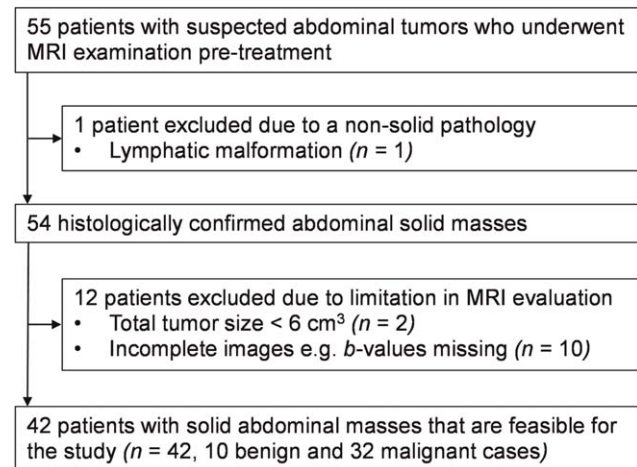 55 patients with suspected abdominal tumors who underwent
MRI examination pre-treatment
1 patient excluded due to a non-solid pathology
• Lymphatic malformation (n = 1)
54 histologically confirmed abdominal solid masses
12 patients excluded due to limitation in MRI evaluation
• Total tumor size < 6 cm³ (n = 2)
• Incomplete images e.g. b-values missing (n = 10)
42 patients with solid abdominal masses that are feasible for
the study (n = 42, 10 benign and 32 malignant cases)